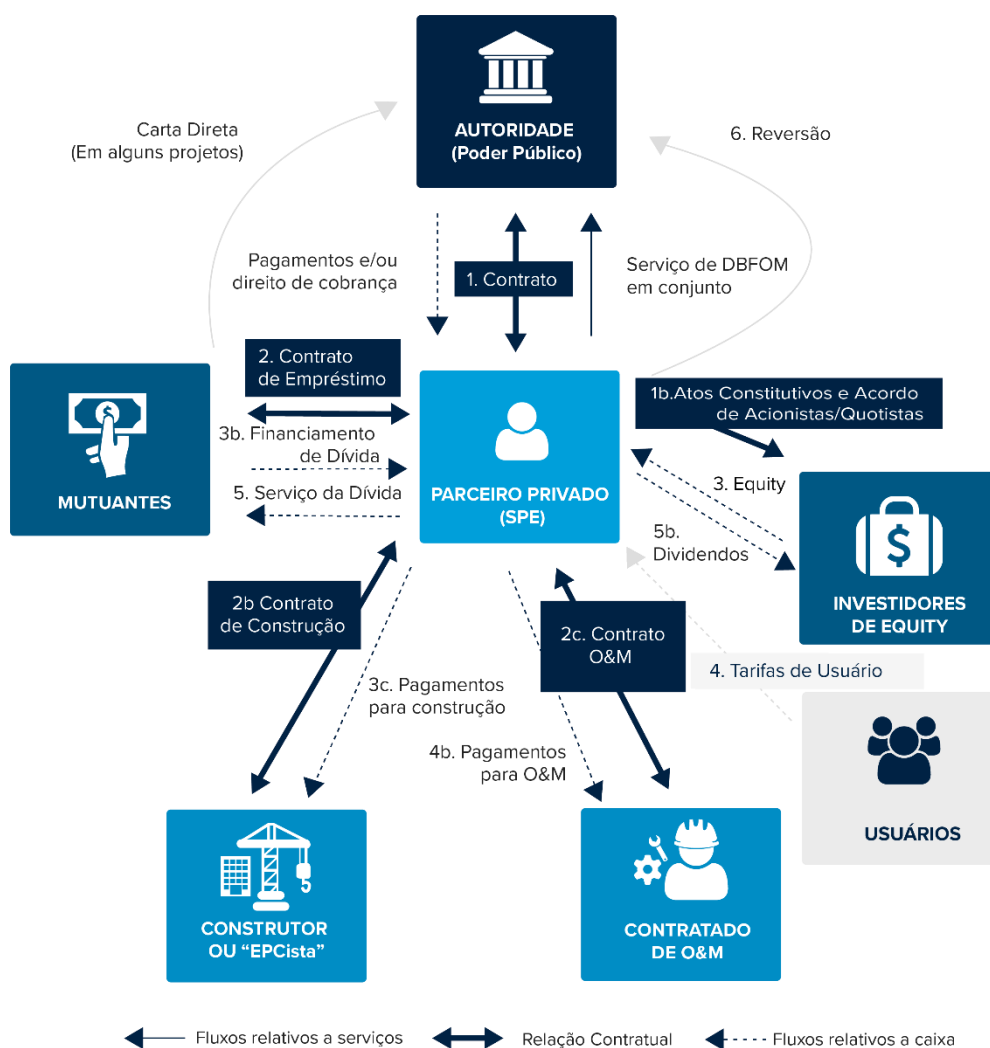 AUTORIDADE
(Poder Público)
Carta Direta
(Em alguns projetos)
6. Reversão
Pagamentos e/ou
direito de cobrança
1. Contrato
Serviço de DBFOM
em conjunto
2. Contrato
de Empréstimo
1b.Atos Constitutivos e Acordo
de Acionistas/Quotistas
3b. Financiamento
de Dívida
5. Serviço da Dívida
MUTUANTES
PARCEIRO PRIVADO
(SPE)
3. Equity
5b.
Dividendos
INVESTIDORES
DE EQUITY
2b Contrato
de Construção
2c. Contrato
O&M
4. Tarifas de Usuário
3c. Pagamentos
para construção
4b. Pagamentos
para O&M
USUÁRIOS
CONSTRUTOR
OU “EPCista”
CONTRATADO
DE O&M
Fluxos relativos a serviços
Relação Contratual
Fluxos relativos a caixa